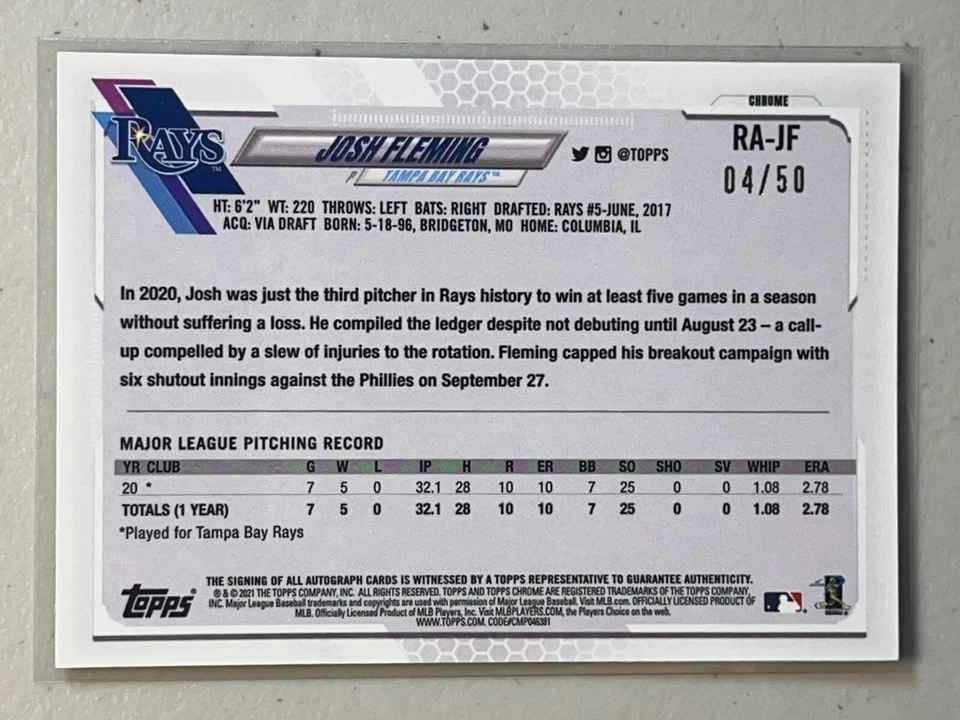 CHROME
RAYS™
JOSH FLEMING
@TOPPS
RA-JF
P TAMPA BAY RAYS™
04/50
HT: 6'2" WT: 220 THROWS: LEFT BATS: RIGHT DRAFTED: RAYS #5-JUNE, 2017
ACQ: VIA DRAFT BORN: 5-18-96, BRIDGETON, MO HOME: COLUMBIA, IL
In 2020, Josh was just the third pitcher in Rays history to win at least five games in a season
without suffering a loss. He compiled the ledger despite not debuting until August 23 – a call-
up compelled by a slew of injuries to the rotation. Fleming capped his breakout campaign with
six shutout innings against the Phillies on September 27.
MAJOR LEAGUE PITCHING RECORD
YR CLUB G W L IP H R ER BB SO SHO SV WHIP ERA
20 * 7 5 0 32.1 28 10 10 7 25 0 0 1.08 2.78
TOTALS (1 YEAR) 7 5 0 32.1 28 10 10 7 25 0 0 1.08 2.78
*Played for Tampa Bay Rays
THE SIGNING OF ALL AUTOGRAPH CARDS IS WITNESSED BY A TOPPS REPRESENTATIVE TO GUARANTEE AUTHENTICITY.
® & © 2021 THE TOPPS COMPANY, INC. ALL RIGHTS RESERVED. TOPPS AND TOPPS CHROME ARE REGISTERED TRADEMARKS OF THE TOPPS COMPANY,
INC. Major League Baseball trademarks and copyrights are used with permission of Major League Baseball. Visit MLB.com. OFFICIALLY LICENSED PRODUCT OF
MLB. Officially Licensed Product of MLB Players, Inc. Visit MLBPLAYERS.COM, the Players Choice on the web.
WWW.TOPPS.COM. CODE#CMP046381
Topps®